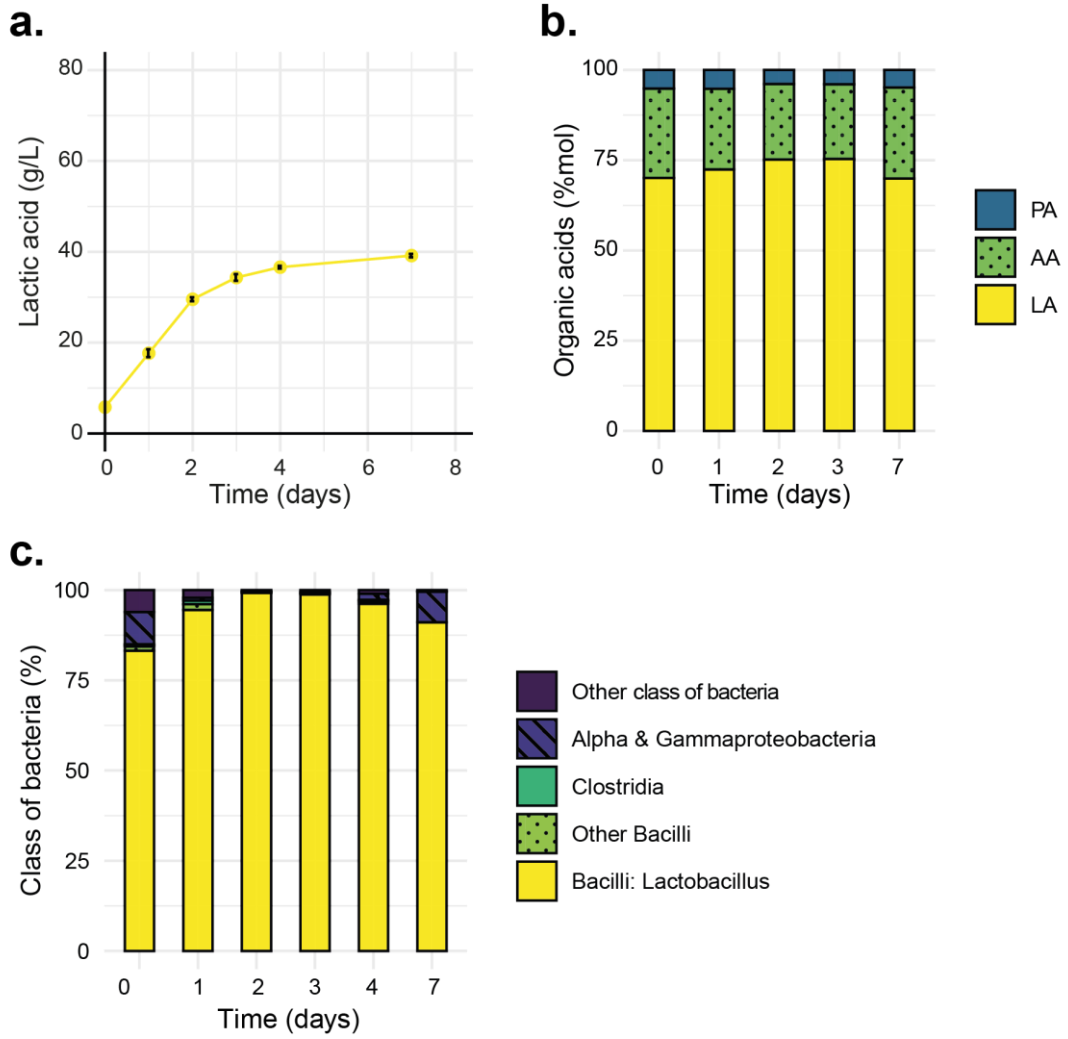 a.
Lactic acid (g/L)
80
60
40
20
0
0 2 4 6 8
Time (days)
b.
Organic acids (%mol)
100
75
50
25
0
0 1 2 3 7
Time (days)
PA
AA
LA
c.
Class of bacteria (%)
100
75
50
25
0
0 1 2 3 4 7
Time (days)
Other class of bacteria
Alpha & Gammaproteobacteria
Clostridia
Other Bacilli
Bacilli: Lactobacillus